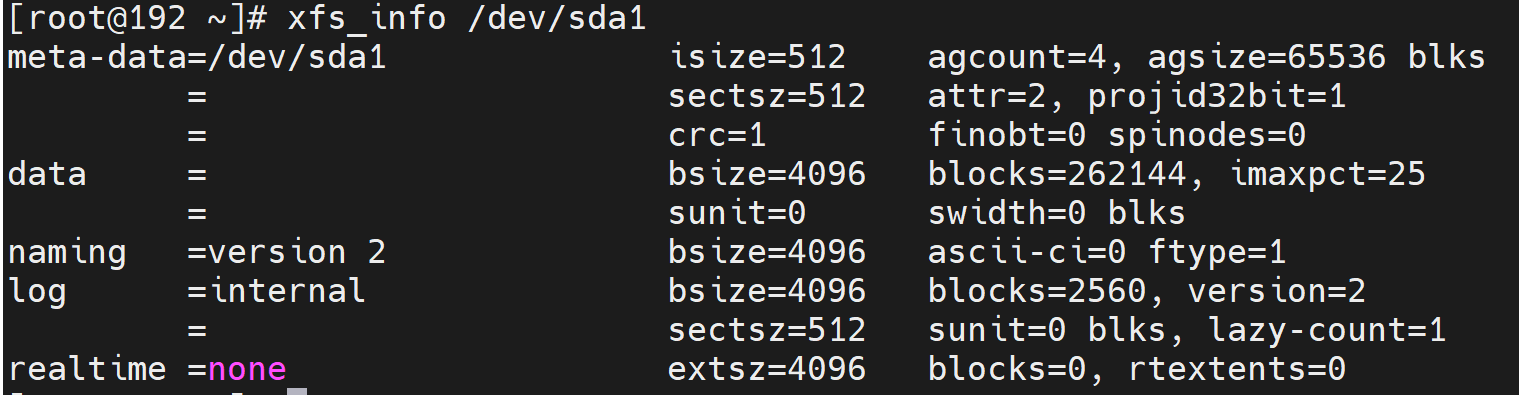 [root@192 ~]# xfs_info /dev/sda1
meta-data=/dev/sda1              isize=512    agcount=4, agsize=65536 blks
         =                       sectsz=512   attr=2, projid32bit=1
         =                       crc=1        finobt=0 spinodes=0
data     =                       bsize=4096   blocks=262144, imaxpct=25
         =                       sunit=0      swidth=0 blks
naming   =version 2              bsize=4096   ascii-ci=0 ftype=1
log      =internal               bsize=4096   blocks=2560, version=2
         =                       sectsz=512   sunit=0 blks, lazy-count=1
realtime =none                   extsz=4096   blocks=0, rtextents=0